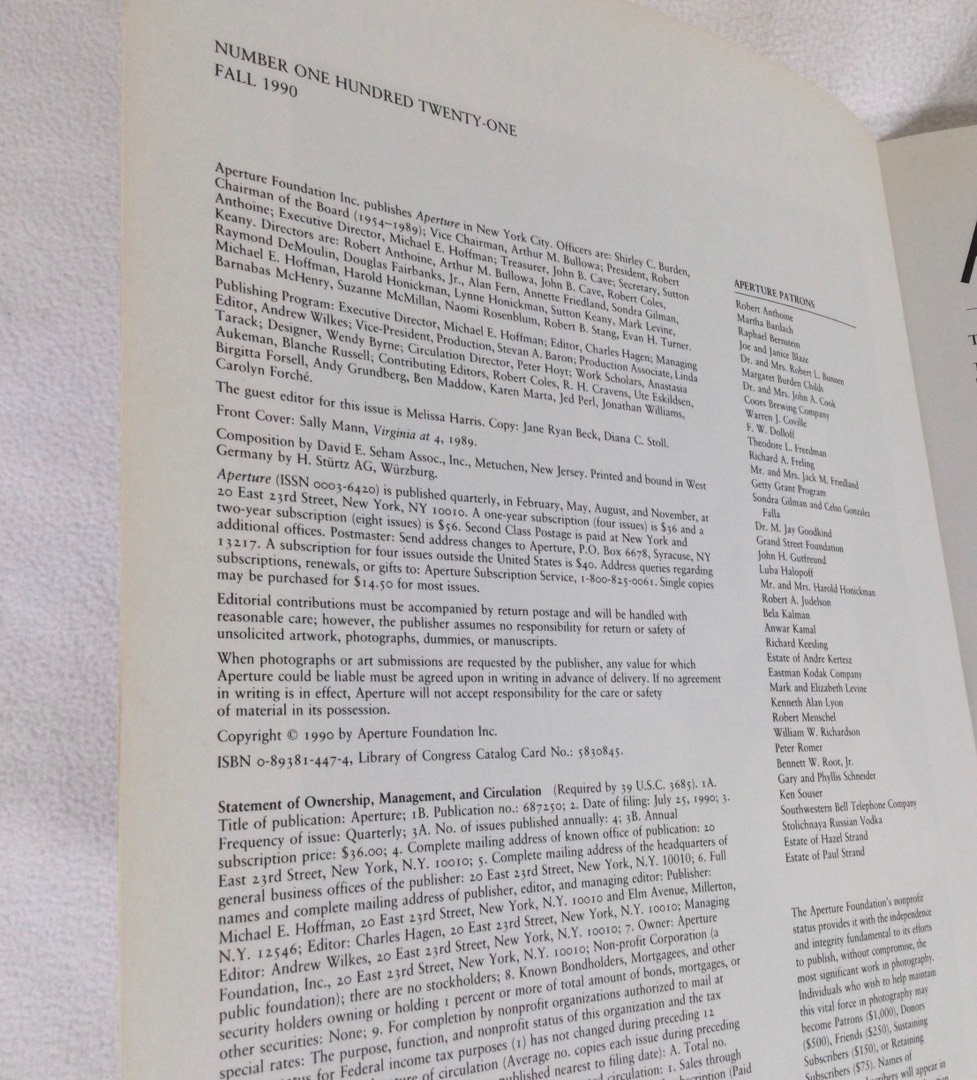 NUMBER ONE HUNDRED TWENTY-ONE
FALL 1990
Aperture Foundation Inc. publishes Aperture in New York City. Officers are: Shirley C. Burden,
Chairman of the Board (1954–1989); Vice Chairman, Arthur M. Bullowa; President, Robert
Anthoine; Executive Director, Michael E. Hoffman; Treasurer, John B. Cave; Secretary, Sutton
Keany. Directors are: Robert Anthoine, Arthur M. Bullowa, John B. Cave, Robert Coles,
Raymond DeMoulin, Douglas Fairbanks, Jr., Alan Fern, Annette Friedland, Sondra Gilman,
Michael E. Hoffman, Harold Honickman, Lynne Honickman, Sutton Keany, Mark Levine,
Barnabas McHenry, Suzanne McMillan, Naomi Rosenblum, Robert B. Stang, Evan H. Turner.
Publishing Program: Executive Director, Michael E. Hoffman; Editor, Charles Hagen; Managing
Editor, Andrew Wilkes; Vice-President, Production, Stevan A. Baron; Production Associate, Linda
Tarack; Designer, Wendy Byrne; Circulation Director, Peter Hoyt; Work Scholars, Anastasia
Aukeman, Blanche Russell; Contributing Editors, Robert Coles, R. H. Cravens, Ute Eskildsen,
Birgitta Forsell, Andy Grundberg, Ben Maddow, Karen Marta, Jed Perl, Jonathan Williams,
Carolyn Forché.
The guest editor for this issue is Melissa Harris. Copy: Jane Ryan Beck, Diana C. Stoll.
Front Cover: Sally Mann, Virginia at 4, 1989.
Composition by David E. Seham Assoc., Inc., Metuchen, New Jersey. Printed and bound in West
Germany by H. Stürtz AG, Würzburg.
Aperture (ISSN 0003-6420) is published quarterly, in February, May, August, and November, at
20 East 23rd Street, New York, NY 10010. A one-year subscription (four issues) is $36 and a
two-year subscription (eight issues) is $56. Second Class Postage is paid at New York and
additional offices. Postmaster: Send address changes to Aperture, P.O. Box 6678, Syracuse, NY
13217. A subscription for four issues outside the United States is $40. Address queries regarding
subscriptions, renewals, or gifts to: Aperture Subscription Service, 1-800-825-0061. Single copies
may be purchased for $14.50 for most issues.
Editorial contributions must be accompanied by return postage and will be handled with
reasonable care; however, the publisher assumes no responsibility for return or safety of
unsolicited artwork, photographs, dummies, or manuscripts.
When photographs or art submissions are requested by the publisher, any value for which
Aperture could be liable must be agreed upon in writing in advance of delivery. If no agreement
in writing is in effect, Aperture will not accept responsibility for the care or safety
of material in its possession.
Copyright © 1990 by Aperture Foundation Inc.
ISBN 0-89381-447-4, Library of Congress Catalog Card No.: 5830845.
Statement of Ownership, Management, and Circulation (Required by 39 U.S.C. 3685). 1A.
Title of publication: Aperture; 1B. Publication no.: 687250; 2. Date of filing: July 25, 1990; 3.
Frequency of issue: Quarterly; 3A. No. of issues published annually: 4; 3B. Annual
subscription price: $36.00; 4. Complete mailing address of known office of publication: 20
East 23rd Street, New York, N.Y. 10010; 5. Complete mailing address of the headquarters of
general business offices of the publisher: 20 East 23rd Street, New York, N.Y. 10010; 6. Full
names and complete mailing address of publisher, editor, and managing editor: Publisher:
Michael E. Hoffman, 20 East 23rd Street, New York, N.Y. 10010 and Elm Avenue, Millerton,
N.Y. 12546; Editor: Charles Hagen, 20 East 23rd Street, New York, N.Y. 10010; Managing
Editor: Andrew Wilkes, 20 East 23rd Street, New York, N.Y. 10010; 7. Owner: Aperture
Foundation, Inc., 20 East 23rd Street, New York, N.Y. 10010; Non-profit Corporation (a
public foundation); there are no stockholders; 8. Known Bondholders, Mortgagees, and other
security holders owning or holding 1 percent or more of total amount of bonds, mortgages, or
other securities: None; 9. For completion by nonprofit organizations authorized to mail at
special rates: The purpose, function, and nonprofit status of this organization and the tax
for Federal income tax purposes (1) has not changed during preceding 12
of circulation (Average no. copies each issue during preceding
published nearest to filing date): A. Total no.
circulation: 1. Sales through
(Paid
APERTURE PATRONS
Robert Anthoine
Martha Bardach
Raphael Bernstein
Joe and Janice Blaze
Dr. and Mrs. Robert L. Bunnen
Margaret Burden Childs
Dr. and Mrs. John A. Cook
Coors Brewing Company
Warren J. Coville
F. W. Dolloff
Theodore L. Freedman
Richard A. Freling
Mr. and Mrs. Jack M. Friedland
Getty Grant Program
Sondra Gilman and Celso Gonzalez
Falla
Dr. M. Jay Goodkind
Grand Street Foundation
John H. Gutfreund
Luba Halopoff
Mr. and Mrs. Harold Honickman
Robert A. Judelson
Bela Kalman
Anwar Kamal
Richard Keesling
Estate of Andre Kertesz
Eastman Kodak Company
Mark and Elizabeth Levine
Kenneth Alan Lyon
Robert Menschel
William W. Richardson
Peter Romer
Bennett W. Root, Jr.
Gary and Phyllis Schneider
Ken Souser
Southwestern Bell Telephone Company
Stolichnaya Russian Vodka
Estate of Hazel Strand
Estate of Paul Strand
The Aperture Foundation's nonprofit
status provides it with the independence
and integrity fundamental to its efforts
to publish, without compromise, the
most significant work in photography.
Individuals who wish to help maintain
this vital force in photography may
become Patrons ($1,000), Donors
($500), Friends ($250), Sustaining
Subscribers ($150), or Retaining
Subscribers ($75). Names of
will appear in